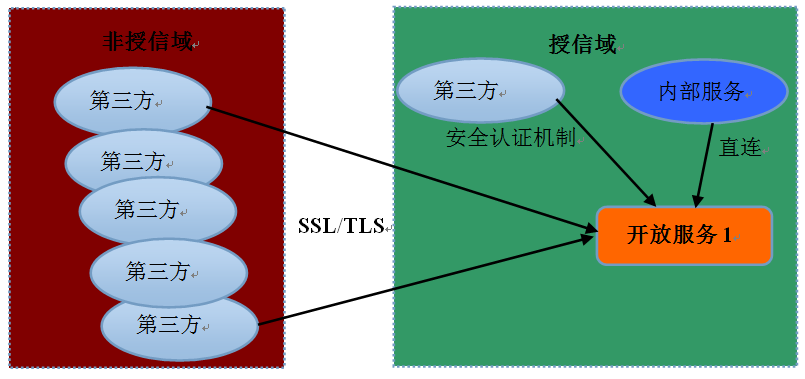 非授信域
第三方
第三方
第三方
第三方
第三方
SSL/TLS
授信域
第三方
内部服务
安全认证机制
直连
开放服务 1